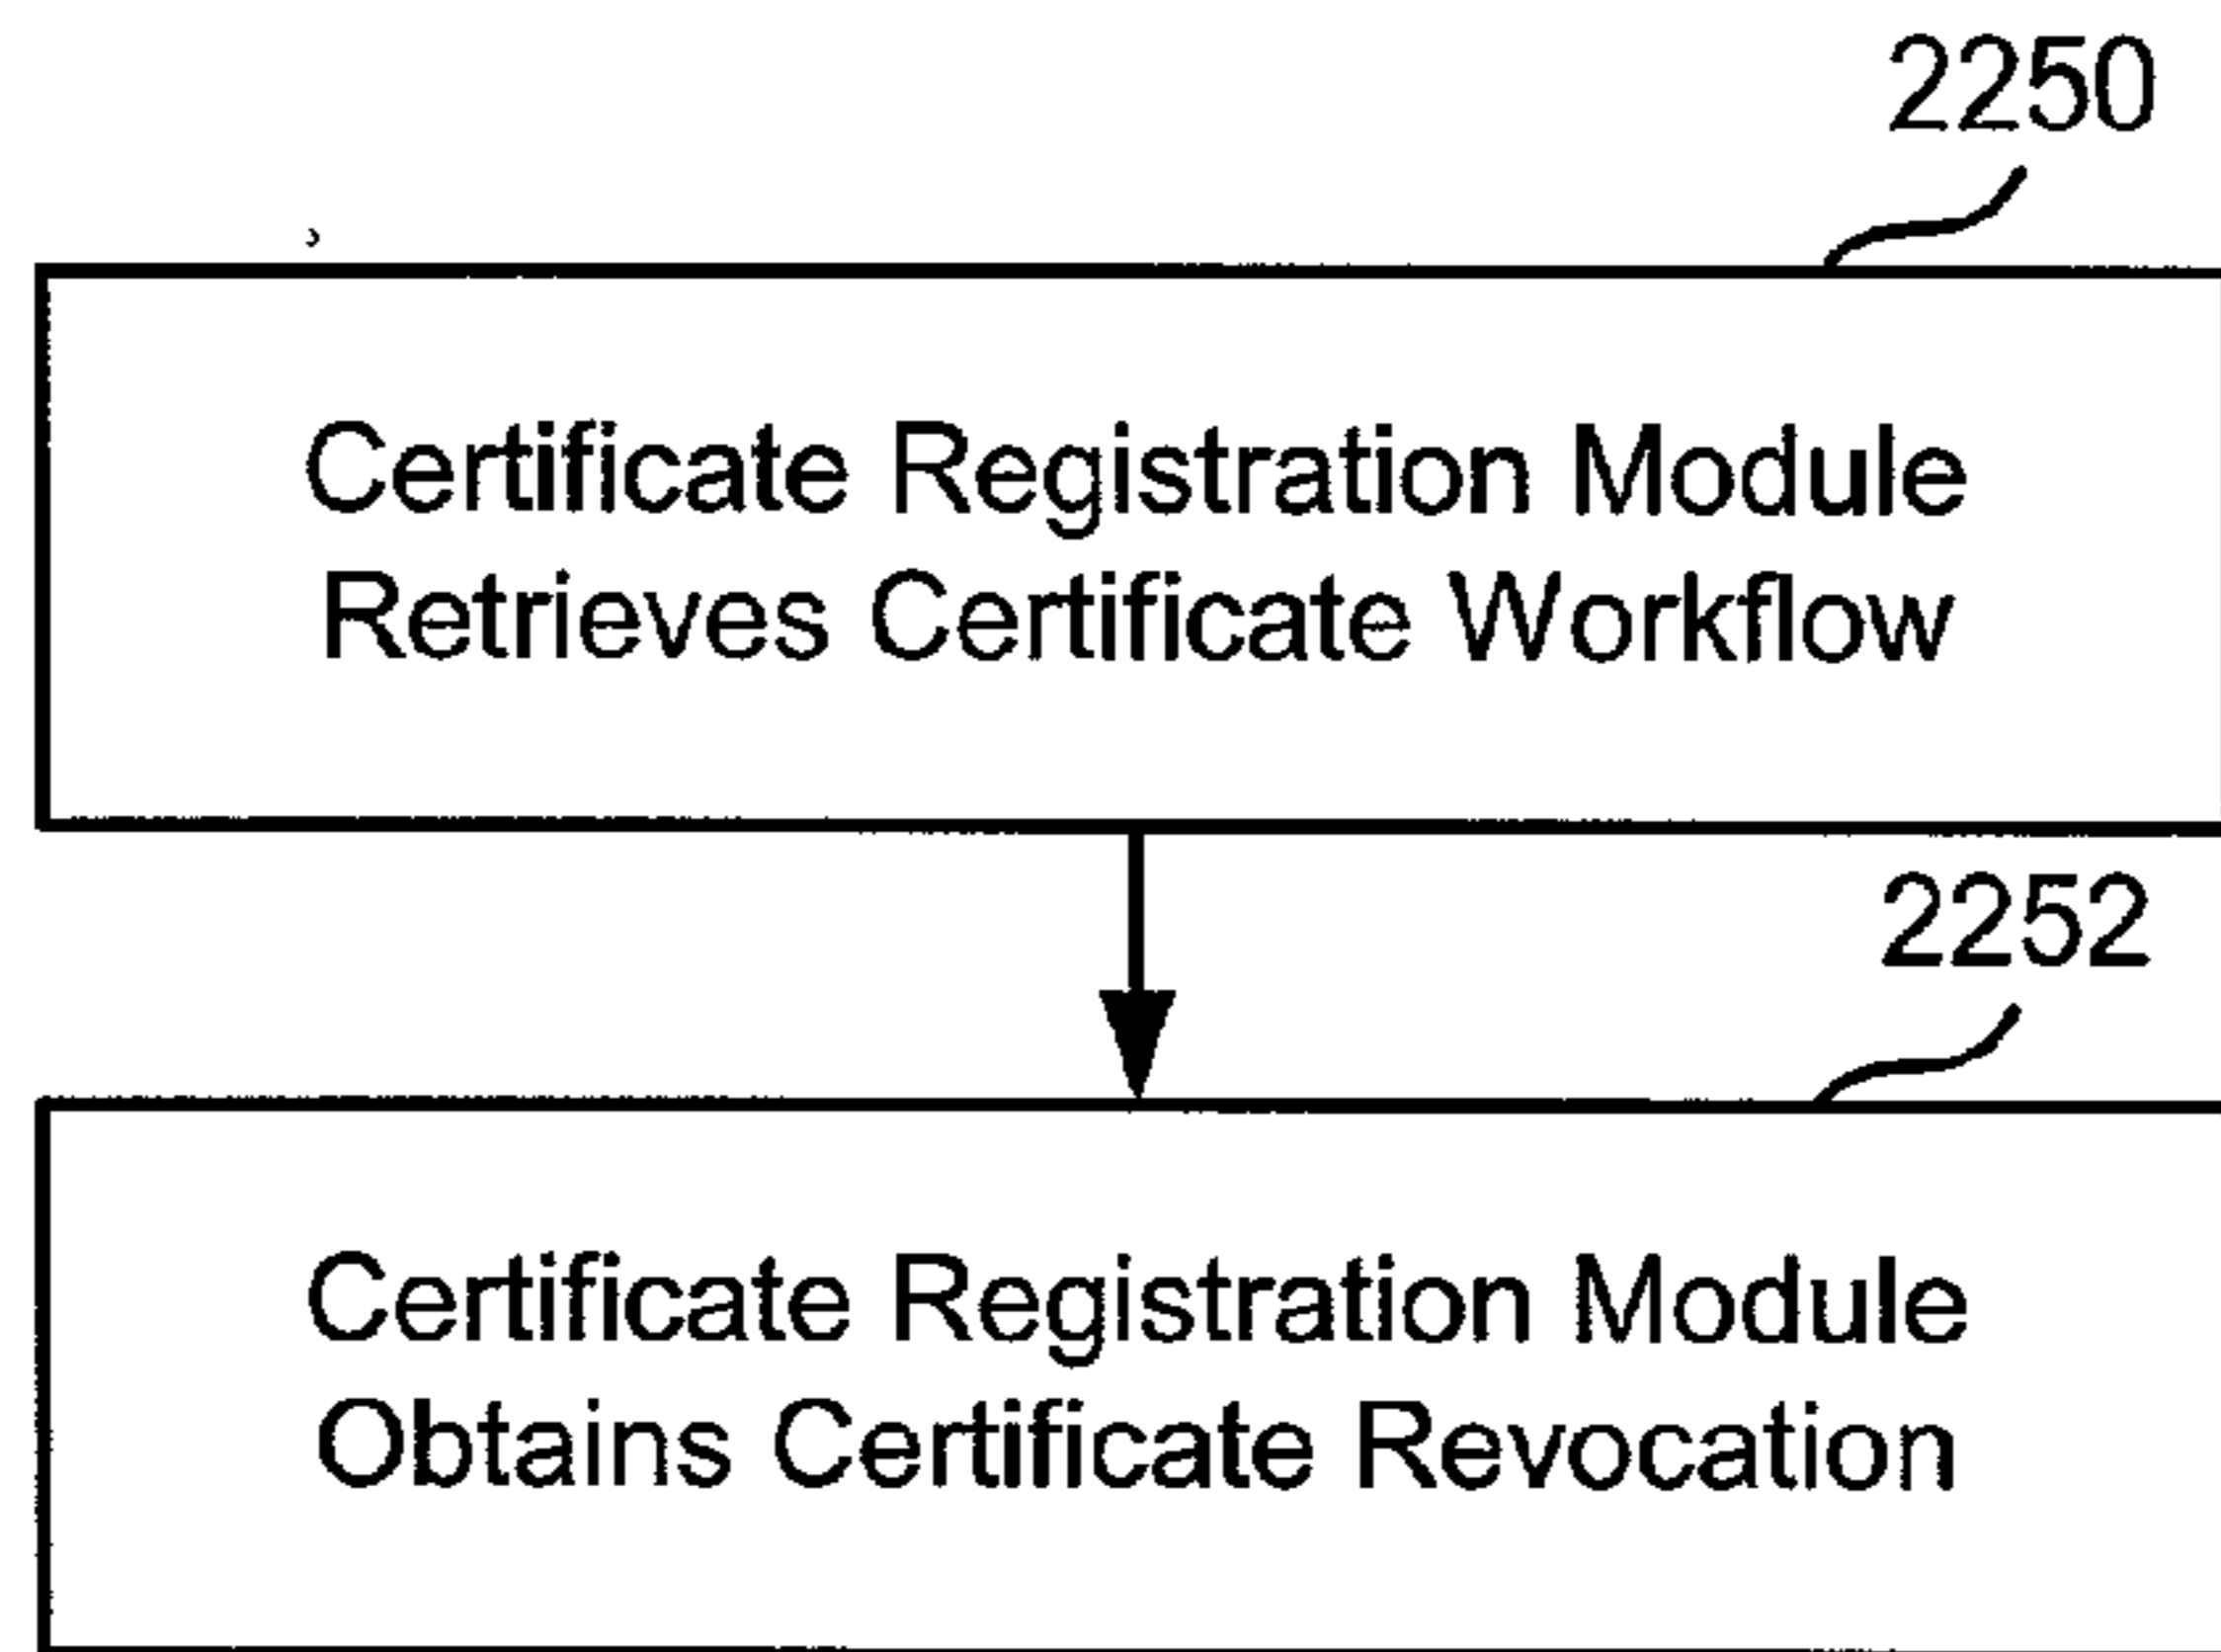 2250
Certificate Registration Module
Retrieves Certificate Workflow
2252
Certificate Registration Module
Obtains Certificate Revocation